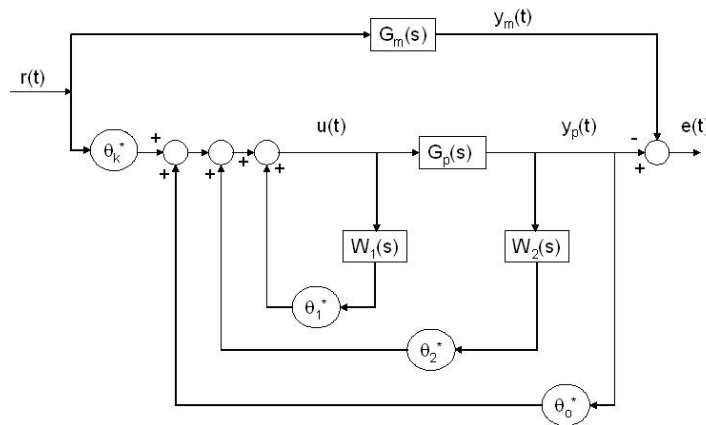 y_m(t)
G_m(s)
r(t)
u(t)
y_p(t)
e(t)
-
θ_k^*
+
+
+
+
+
+
G_p(s)
+
W_1(s)
W_2(s)
θ_1^*
θ_2^*
θ_o^*